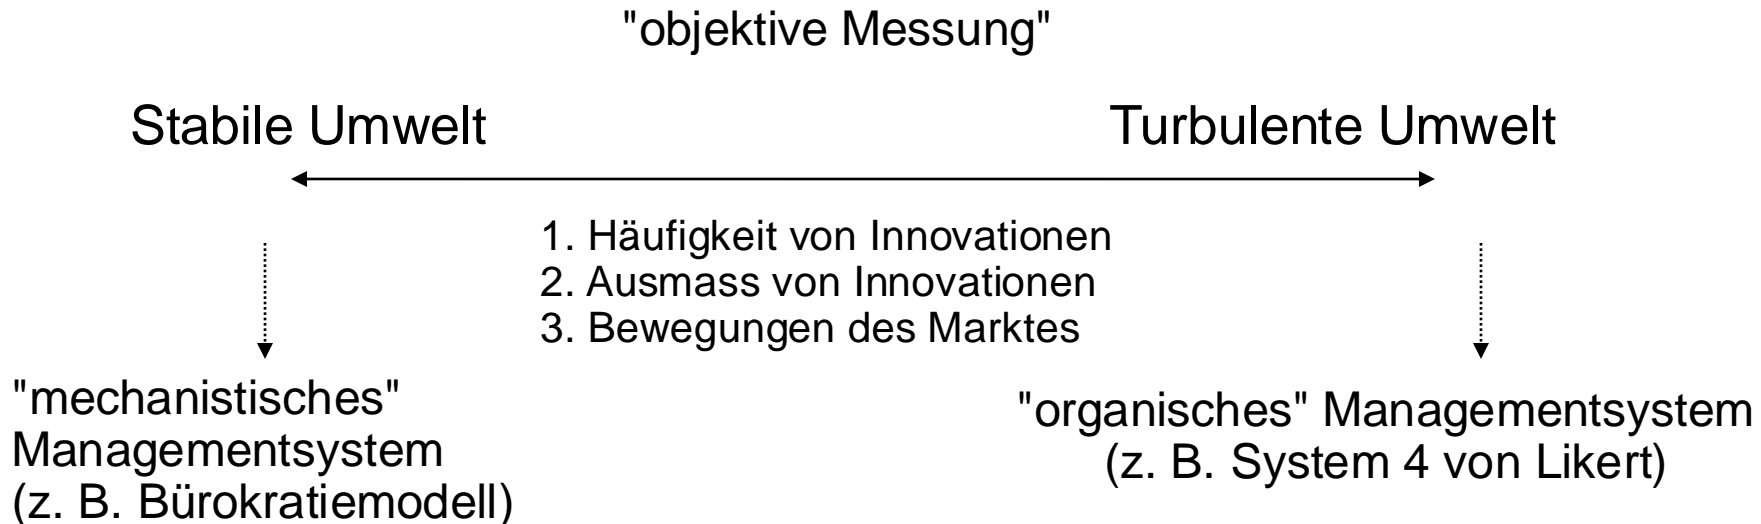 "objektive Messung"
Stabile Umwelt
Turbulente Umwelt
1. Häufigkeit von Innovationen
2. Ausmass von Innovationen
3. Bewegungen des Marktes
"mechanistisches"
Managementsystem
(z. B. Bürokratiemodell)
"organisches" Managementsystem
(z. B. System 4 von Likert)